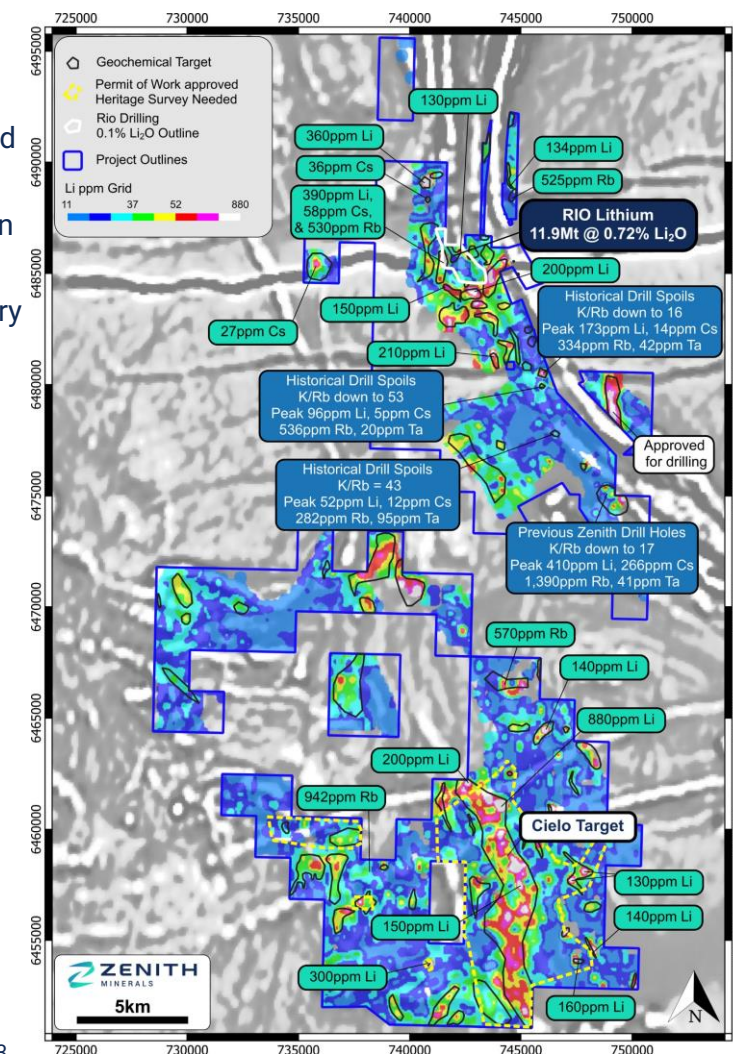 725000 730000 735000 740000 745000 750000
6495000
6490000
6485000
6480000
6475000
6470000
6465000
6460000
6455000
Geochemical Target
Permit of Work approved
Heritage Survey Needed
Rio Drilling
0.1% Li₂O Outline
Project Outlines
Li ppm Grid
11 37 52 880
130ppm Li
360ppm Li
36ppm Cs
390ppm Li,
58ppm Cs,
& 530ppm Rb
134ppm Li
525ppm Rb
RIO Lithium
11.9Mt @ 0.72% Li₂O
200ppm Li
150ppm Li
27ppm Cs
210ppm Li
Historical Drill Spoils
K/Rb down to 16
Peak 173ppm Li, 14ppm Cs
334ppm Rb, 42ppm Ta
Historical Drill Spoils
K/Rb down to 53
Peak 96ppm Li, 5ppm Cs
536ppm Rb, 20ppm Ta
Approved
for drilling
Historical Drill Spoils
K/Rb = 43
Peak 52ppm Li, 12ppm Cs
282ppm Rb, 95ppm Ta
Previous Zenith Drill Holes
K/Rb down to 17
Peak 410ppm Li, 266ppm Cs
1,390ppm Rb, 41ppm Ta
570ppm Rb
140ppm Li
880ppm Li
200ppm Li
942ppm Rb
Cielo Target
130ppm Li
150ppm Li
140ppm Li
300ppm Li
160ppm Li
ZENITH
MINERALS
5km
N
725000 730000 735000 740000 745000 750000